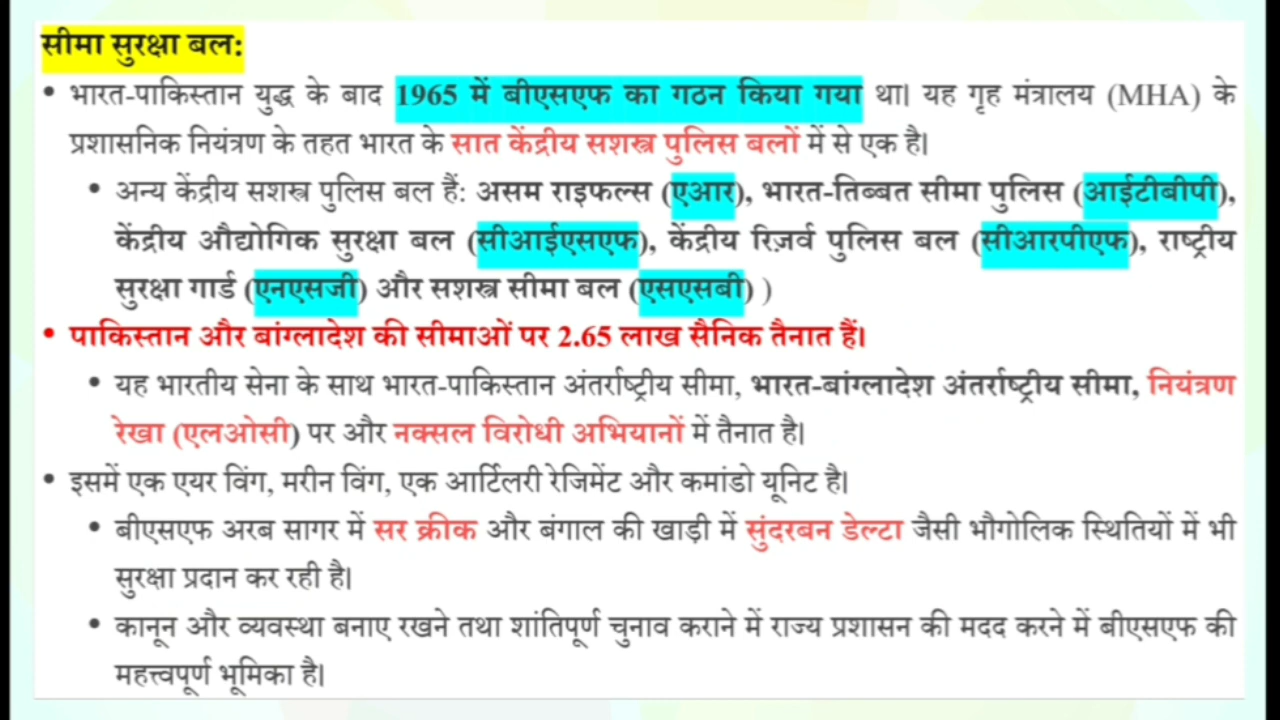 सीमा सुरक्षा बल:
• भारत-पाकिस्तान युद्ध के बाद 1965 में बीएसएफ का गठन किया गया था। यह गृह मंत्रालय (MHA) के
प्रशासनिक नियंत्रण के तहत भारत के सात केंद्रीय सशस्त्र पुलिस बलों में से एक है।
• अन्य केंद्रीय सशस्त्र पुलिस बल हैं: असम राइफल्स (एआर), भारत-तिब्बत सीमा पुलिस (आईटीबीपी),
केंद्रीय औद्योगिक सुरक्षा बल (सीआईएसएफ), केंद्रीय रिज़र्व पुलिस बल (सीआरपीएफ), राष्ट्रीय
सुरक्षा गार्ड (एनएसजी) और सशस्त्र सीमा बल (एसएसबी) )
• पाकिस्तान और बांग्लादेश की सीमाओं पर 2.65 लाख सैनिक तैनात हैं।
• यह भारतीय सेना के साथ भारत-पाकिस्तान अंतर्राष्ट्रीय सीमा, भारत-बांग्लादेश अंतर्राष्ट्रीय सीमा, नियंत्रण
रेखा (एलओसी) पर और नक्सल विरोधी अभियानों में तैनात है।
• इसमें एक एयर विंग, मरीन विंग, एक आर्टिलरी रेजिमेंट और कमांडो यूनिट है।
• बीएसएफ अरब सागर में सर क्रीक और बंगाल की खाड़ी में सुंदरबन डेल्टा जैसी भौगोलिक स्थितियों में भी
सुरक्षा प्रदान कर रही है।
• कानून और व्यवस्था बनाए रखने तथा शांतिपूर्ण चुनाव कराने में राज्य प्रशासन की मदद करने में बीएसएफ की
महत्त्वपूर्ण भूमिका है।